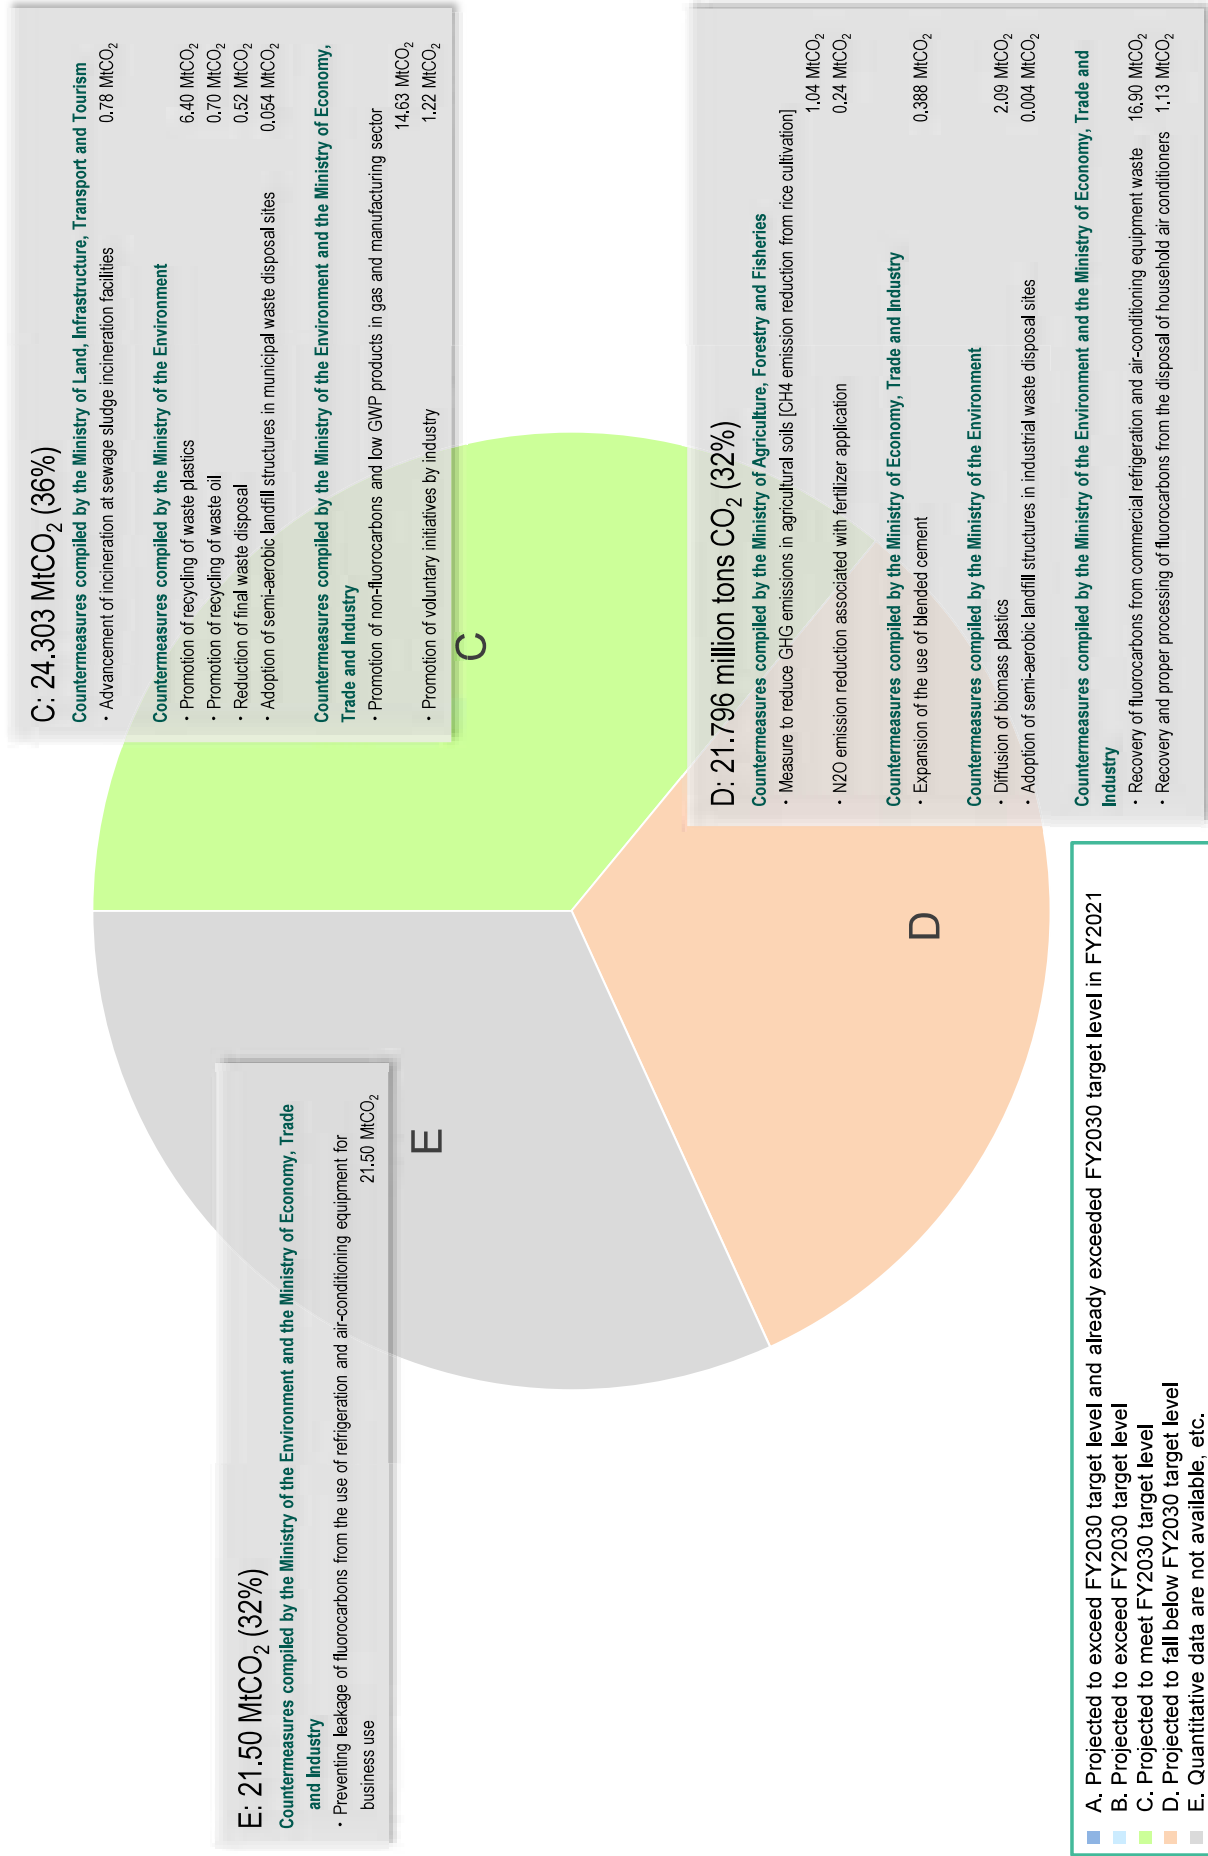 E: 21.50 MtCO₂ (32%)
Countermeasures compiled by the Ministry of the Environment and the Ministry of Economy, Trade
and Industry
・Preventing leakage of fluorocarbons from the use of refrigeration and air-conditioning equipment for
business use 21.50 MtCO₂
E
C: 24.303 MtCO₂ (36%)
Countermeasures compiled by the Ministry of Land, Infrastructure, Transport and Tourism
・Advancement of incineration at sewage sludge incineration facilities 0.78 MtCO₂
Countermeasures compiled by the Ministry of the Environment
・Promotion of recycling of waste plastics 6.40 MtCO₂
・Promotion of recycling of waste oil 0.70 MtCO₂
・Reduction of final waste disposal 0.52 MtCO₂
・Adoption of semi-aerobic landfill structures in municipal waste disposal sites 0.054 MtCO₂
Countermeasures compiled by the Ministry of the Environment and the Ministry of Economy,
Trade and Industry
・Promotion of non-fluorocarbons and low GWP products in gas and manufacturing sector
14.63 MtCO₂
・Promotion of voluntary initiatives by industry 1.22 MtCO₂
C
D: 21.796 million tons CO₂ (32%)
Countermeasures compiled by the Ministry of Agriculture, Forestry and Fisheries
・Measure to reduce GHG emissions in agricultural soils [CH4 emission reduction from rice cultivation]
1.04 MtCO₂
・N2O emission reduction associated with fertilizer application 0.24 MtCO₂
Countermeasures compiled by the Ministry of Economy, Trade and Industry
・Expansion of the use of blended cement 0.388 MtCO₂
Countermeasures compiled by the Ministry of the Environment
・Diffusion of biomass plastics 2.09 MtCO₂
・Adoption of semi-aerobic landfill structures in industrial waste disposal sites 0.004 MtCO₂
Countermeasures compiled by the Ministry of the Environment and the Ministry of Economy, Trade and
Industry
・Recovery of fluorocarbons from commercial refrigeration and air-conditioning equipment waste 16.90 MtCO₂
・Recovery and proper processing of fluorocarbons from the disposal of household air conditioners 1.13 MtCO₂
D
A. Projected to exceed FY2030 target level and already exceeded FY2030 target level in FY2021
B. Projected to exceed FY2030 target level
C. Projected to meet FY2030 target level
D. Projected to fall below FY2030 target level
E. Quantitative data are not available, etc.